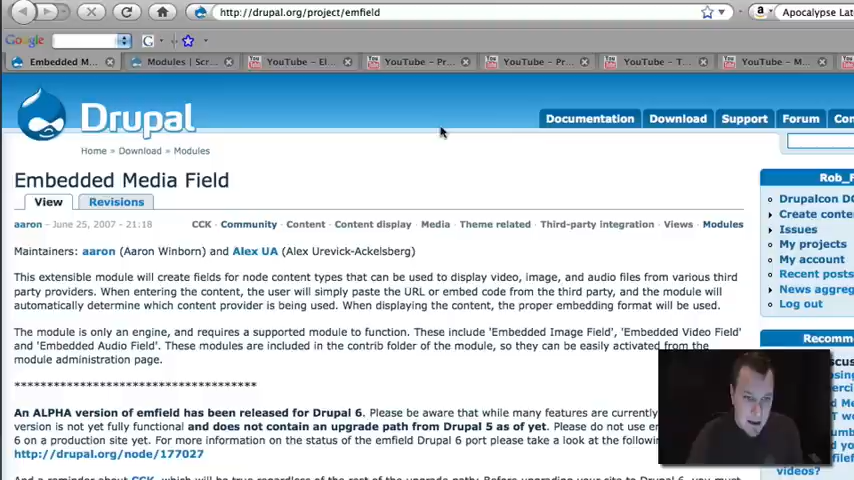 http://drupal.org/project/emfield
Apocalypse Lat
Google
Embedded M...
Modules | Scr...
YouTube - El...
YouTube - Pr...
YouTube - Pr...
YouTube - T...
YouTube - M...
Drupal
Documentation
Download
Support
Forum
Con
Home » Download » Modules
Embedded Media Field
View
Revisions
aaron – June 25, 2007 - 21:18
CCK · Community · Content · Content display · Media · Theme related · Third-party integration · Views · Modules
Maintainers: aaron (Aaron Winborn) and Alex UA (Alex Urevick-Ackelsberg)
This extensible module will create fields for node content types that can be used to display video, image, and audio files from various third
party providers. When entering the content, the user will simply paste the URL or embed code from the third party, and the module will
automatically determine which content provider is being used. When displaying the content, the proper embedding format will be used.
The module is only an engine, and requires a supported module to function. These include 'Embedded Image Field', 'Embedded Video Field'
and 'Embedded Audio Field'. These modules are included in the contrib folder of the module, so they can be easily activated from the
module administration page.
*************************************
An ALPHA version of emfield has been released for Drupal 6. Please be aware that while many features are currently
version is not yet fully functional and does not contain an upgrade path from Drupal 5 as of yet. Please do not use e
6 on a production site yet. For more information on the status of the emfield Drupal 6 port please take a look at the followin
http://drupal.org/node/177027
Rob_F
Drupalcon DC
Create conte
Issues
My projects
My account
Recent posts
News aggreg
Log out
Recomm
videos?